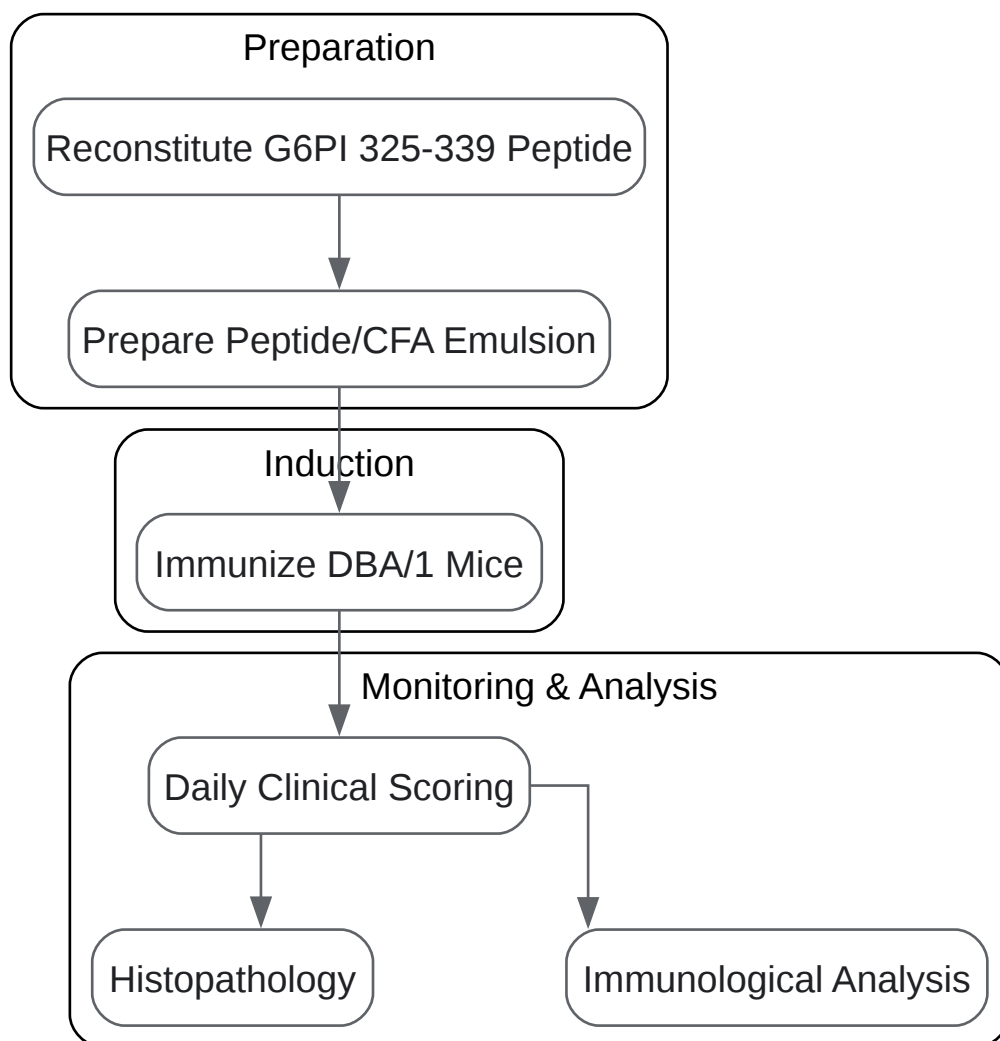 Preparation
Reconstitute G6PI 325-339 Peptide
Prepare Peptide/CFA Emulsion
Induction
Immunize DBA/1 Mice
Monitoring & Analysis
Daily Clinical Scoring
Histopathology
Immunological Analysis